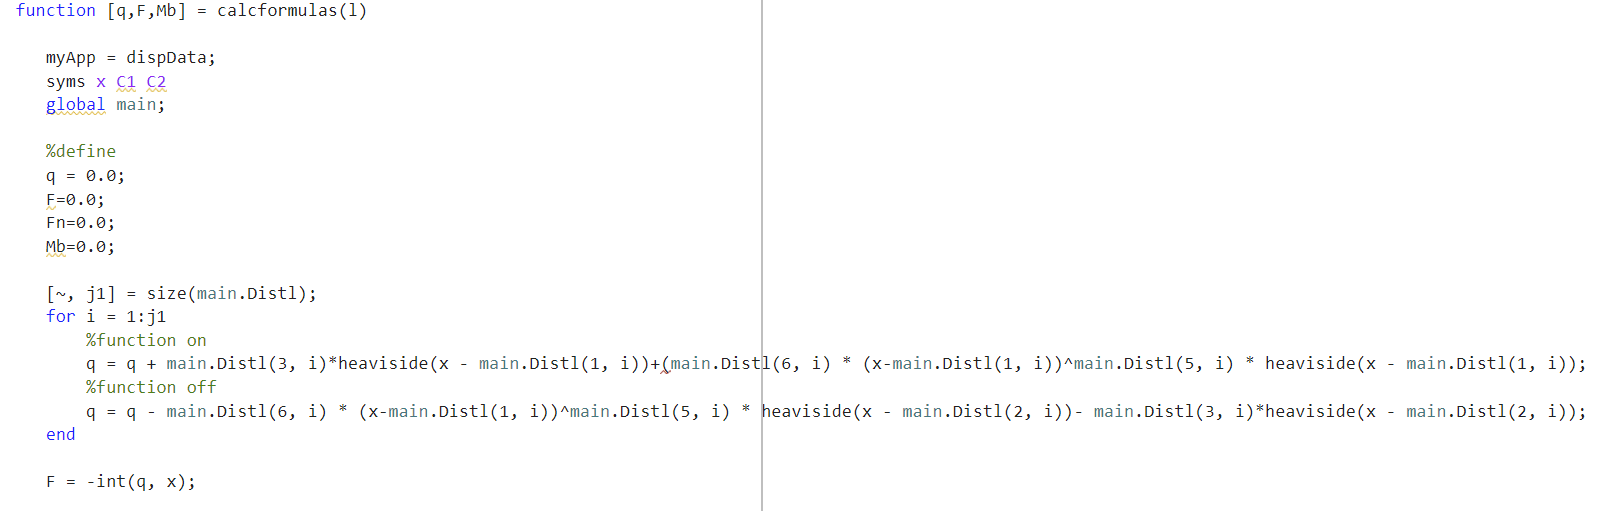 function [q,F,Mb] = calcformulas(l)
myApp = dispData;
syms x C1 C2
global main;
%define
q = 0.0;
F=0.0;
Fn=0.0;
Mb=0.0;
[~, j1] = size(main.Distl);
for i = 1:j1
%function on
q = q + main.Distl(3, i)*heaviside(x - main.Distl(1, i))+(main.Distl(6, i) * (x-main.Distl(1, i))^main.Distl(5, i) * heaviside(x - main.Distl(1, i));
%function off
q = q - main.Distl(6, i) * (x-main.Distl(1, i))^main.Distl(5, i) * heaviside(x - main.Distl(2, i))- main.Distl(3, i)*heaviside(x - main.Distl(2, i));
end
F = -int(q, x);